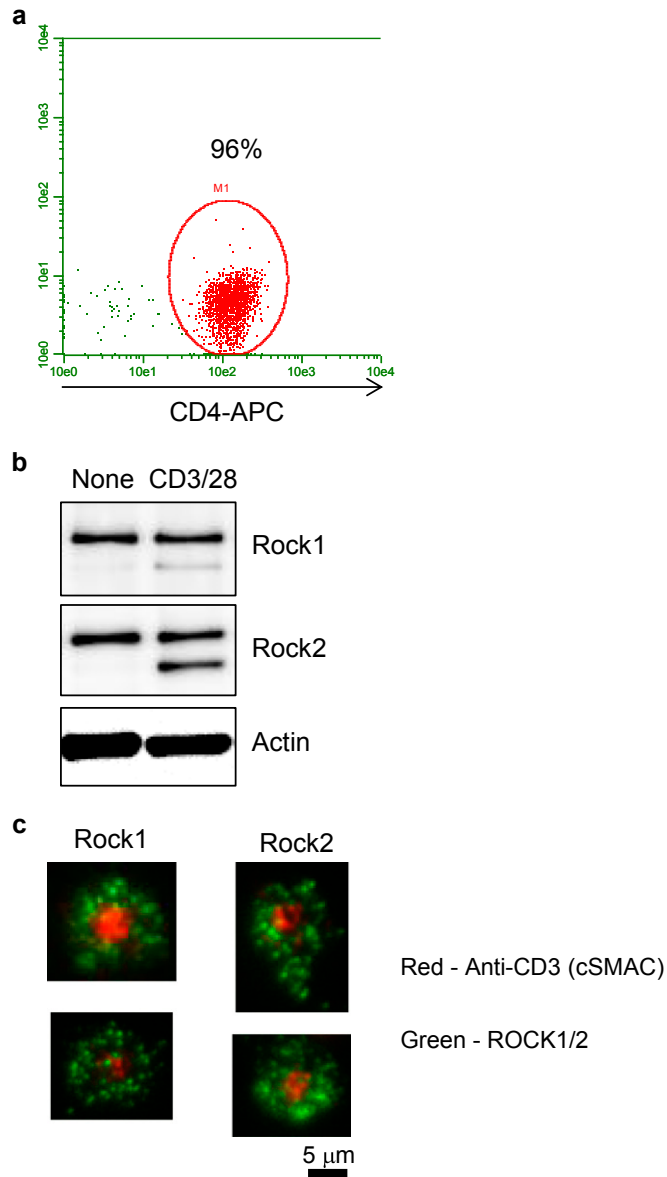 a
10e4
10e3
10e2
10e1
10e0
96%
M1
10e0 10e1 10e2 10e3 10e4
CD4-APC
b
None CD3/28
Rock1
Rock2
Actin
c
Rock1 Rock2
Red - Anti-CD3 (cSMAC)
Green - ROCK1/2
5 μm